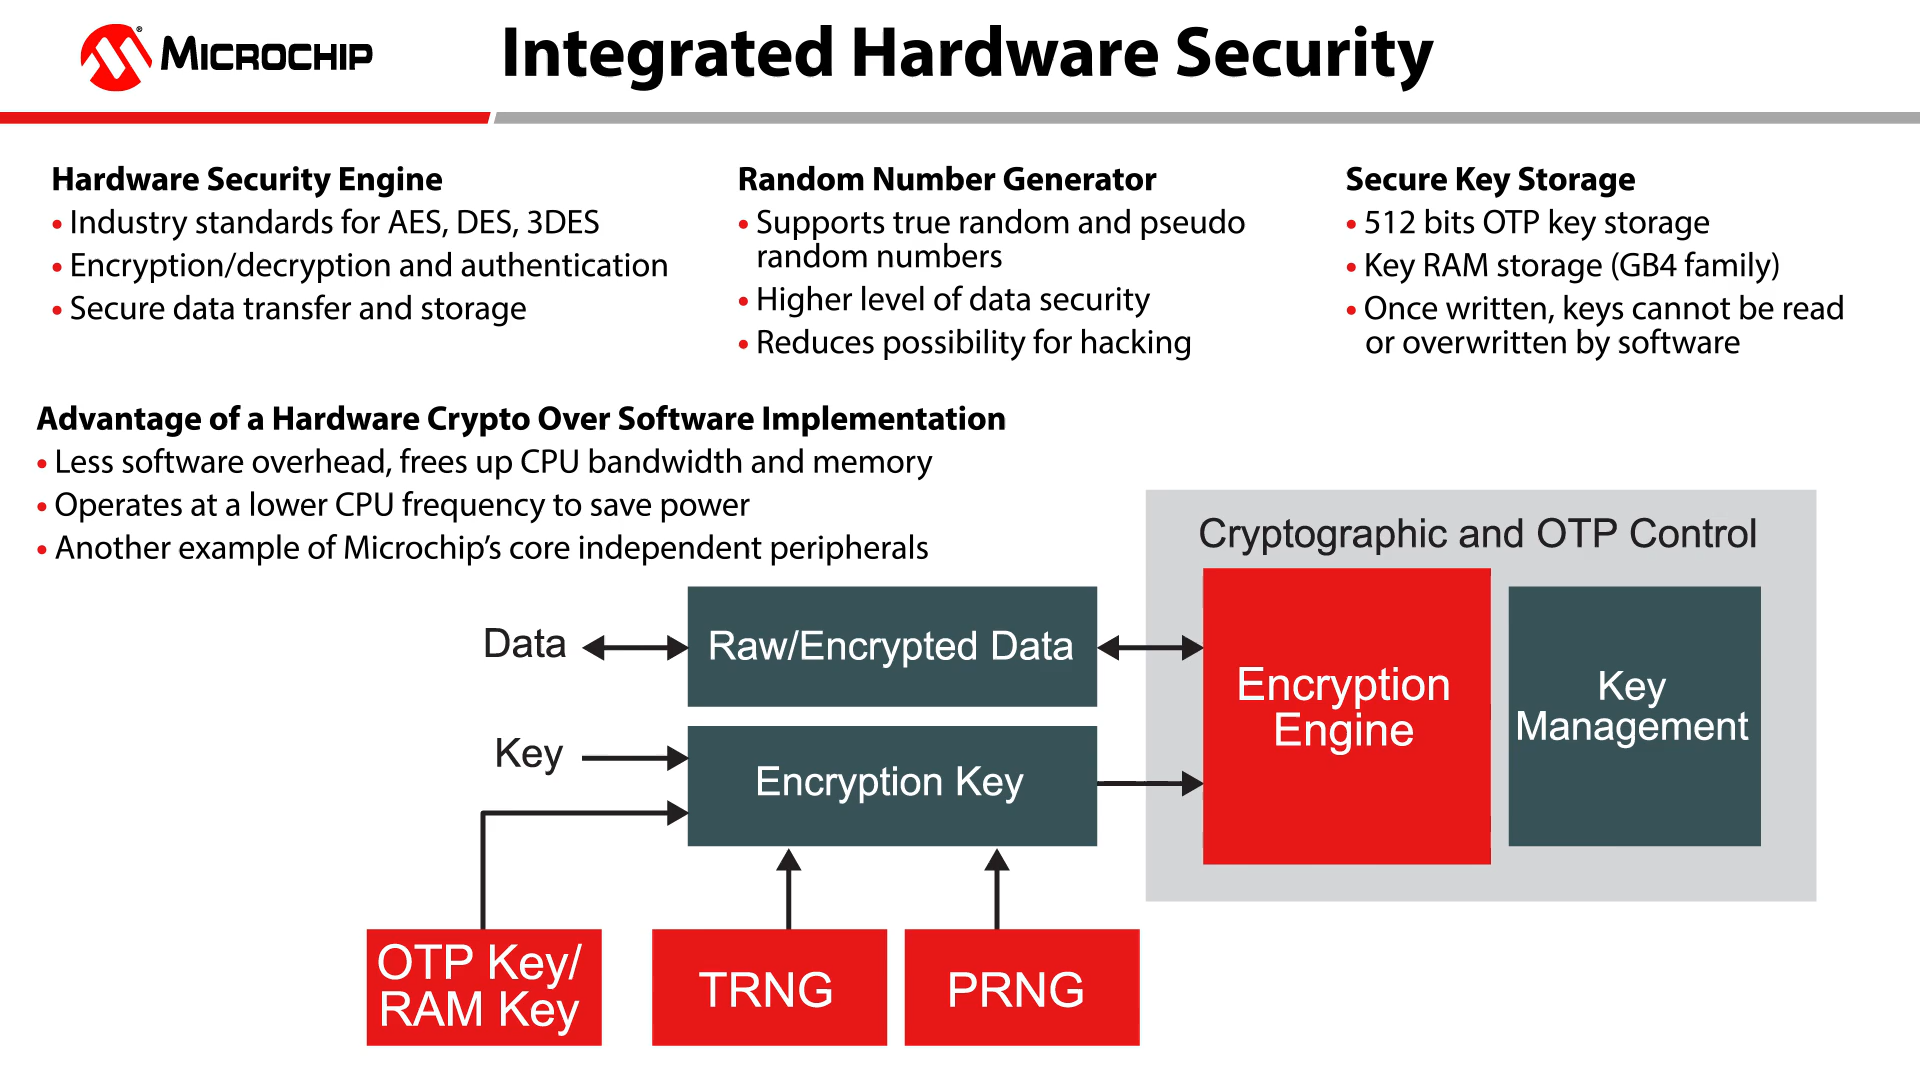 MICROCHIP
Integrated Hardware Security
Hardware Security Engine
• Industry standards for AES, DES, 3DES
• Encryption/decryption and authentication
• Secure data transfer and storage
Random Number Generator
• Supports true random and pseudo
random numbers
• Higher level of data security
• Reduces possibility for hacking
Secure Key Storage
• 512 bits OTP key storage
• Key RAM storage (GB4 family)
• Once written, keys cannot be read
or overwritten by software
Advantage of a Hardware Crypto Over Software Implementation
• Less software overhead, frees up CPU bandwidth and memory
• Operates at a lower CPU frequency to save power
• Another example of Microchip’s core independent peripherals
Cryptographic and OTP Control
Data
Raw/Encrypted Data
Encryption
Engine
Key
Management
Key
Encryption Key
OTP Key/
RAM Key
TRNG
PRNG